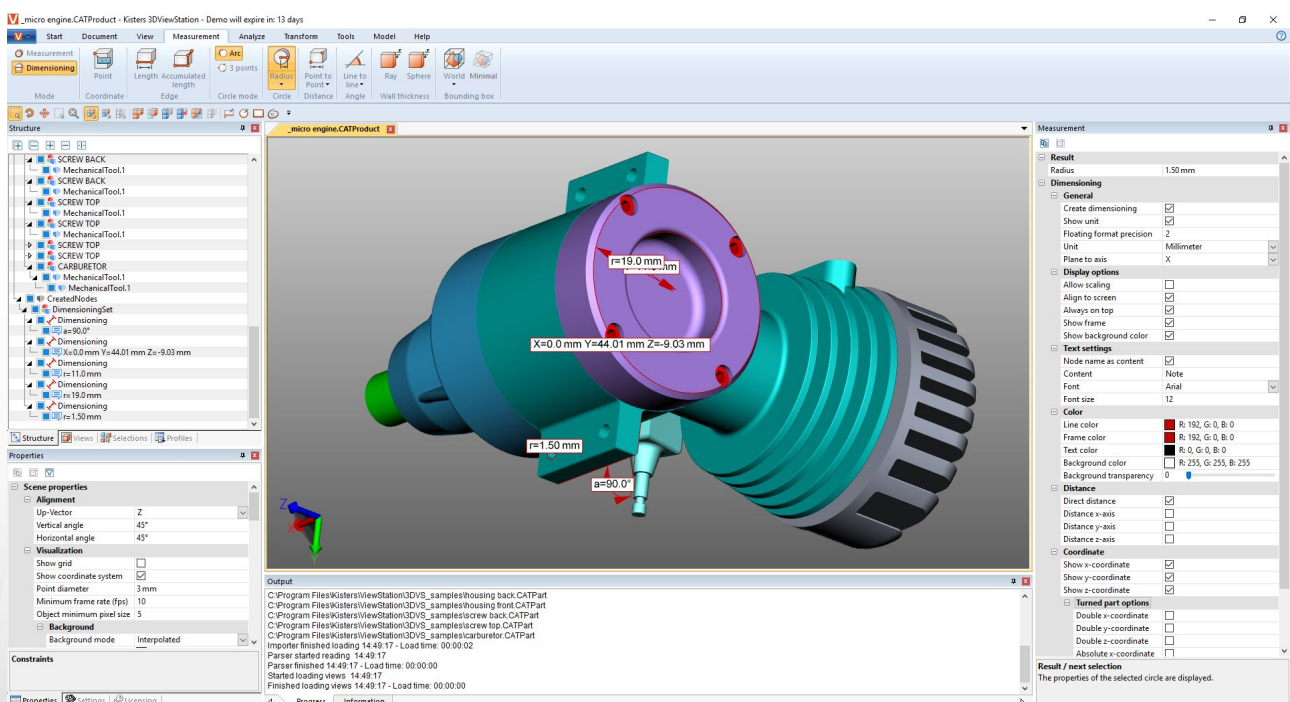 _micro engine.CATProduct - Kisters 3DViewStation - Demo will expire in: 13 days
Start Document View Measurement Analyze Transform Tools Model Help
Measurement
Dimensioning
Mode
Point
Coordinate
Length Accumulated length
Edge
Arc
3 points
Circle mode
Radius
Circle
Point to Point
Distance
Line to line
Angle
Ray Sphere
Wall thickness
World Minimal
Bounding box
Structure
SCREW BACK
MechanicalTool.1
SCREW BACK
MechanicalTool.1
SCREW TOP
MechanicalTool.1
SCREW TOP
MechanicalTool.1
SCREW TOP
SCREW TOP
CARBURETOR
MechanicalTool.1
MechanicalTool.1
CreatedNodes
DimensioningSet
Dimensioning
a=90.0°
Dimensioning
X=0.0 mm Y=44.01 mm Z=-9.03 mm
Dimensioning
r=11.0 mm
Dimensioning
r=19.0 mm
Dimensioning
r=1.50 mm
Structure Views Selections Profiles
Properties
Scene properties
Alignment
Up-Vector Z
Vertical angle 45°
Horizontal angle 45°
Visualization
Show grid
Show coordinate system
Point diameter 3 mm
Minimum frame rate (fps) 10
Object minimum pixel size 5
Background
Background mode Interpolated
Constraints
Properties Settings Licensing
_micro engine.CATProduct
r=19.0 mm
mm
X=0.0 mm Y=44.01 mm Z=-9.03 mm
r=1.50 mm
a=90.0°
Z
X
Y
Output
C:\Program Files\Kisters\ViewStation\3DVS_samples\housing back.CATPart
C:\Program Files\Kisters\ViewStation\3DVS_samples\housing front.CATPart
C:\Program Files\Kisters\ViewStation\3DVS_samples\screw back.CATPart
C:\Program Files\Kisters\ViewStation\3DVS_samples\screw top.CATPart
C:\Program Files\Kisters\ViewStation\3DVS_samples\carburetor.CATPart
Importer finished loading 14:49:17 - Load time: 00:00:02
Parser started reading 14:49:17
Parser finished 14:49:17 - Load time: 00:00:00
Started loading views 14:49:17
Finished loading views 14:49:17 - Load time: 00:00:00
Progress Information
Measurement
Result
Radius 1.50 mm
Dimensioning
General
Create dimensioning
Show unit
Floating format precision 2
Unit Millimeter
Plane to axis X
Display options
Allow scaling
Align to screen
Always on top
Show frame
Show background color
Text settings
Node name as content
Content Note
Font Arial
Font size 12
Color
Line color R: 192, G: 0, B: 0
Frame color R: 192, G: 0, B: 0
Text color R: 0, G: 0, B: 0
Background color R: 255, G: 255, B: 255
Background transparency 0
Distance
Direct distance
Distance x-axis
Distance y-axis
Distance z-axis
Coordinate
Show x-coordinate
Show y-coordinate
Show z-coordinate
Turned part options
Double x-coordinate
Double y-coordinate
Double z-coordinate
Absolute x-coordinate
Result / next selection
The properties of the selected circle are displayed.